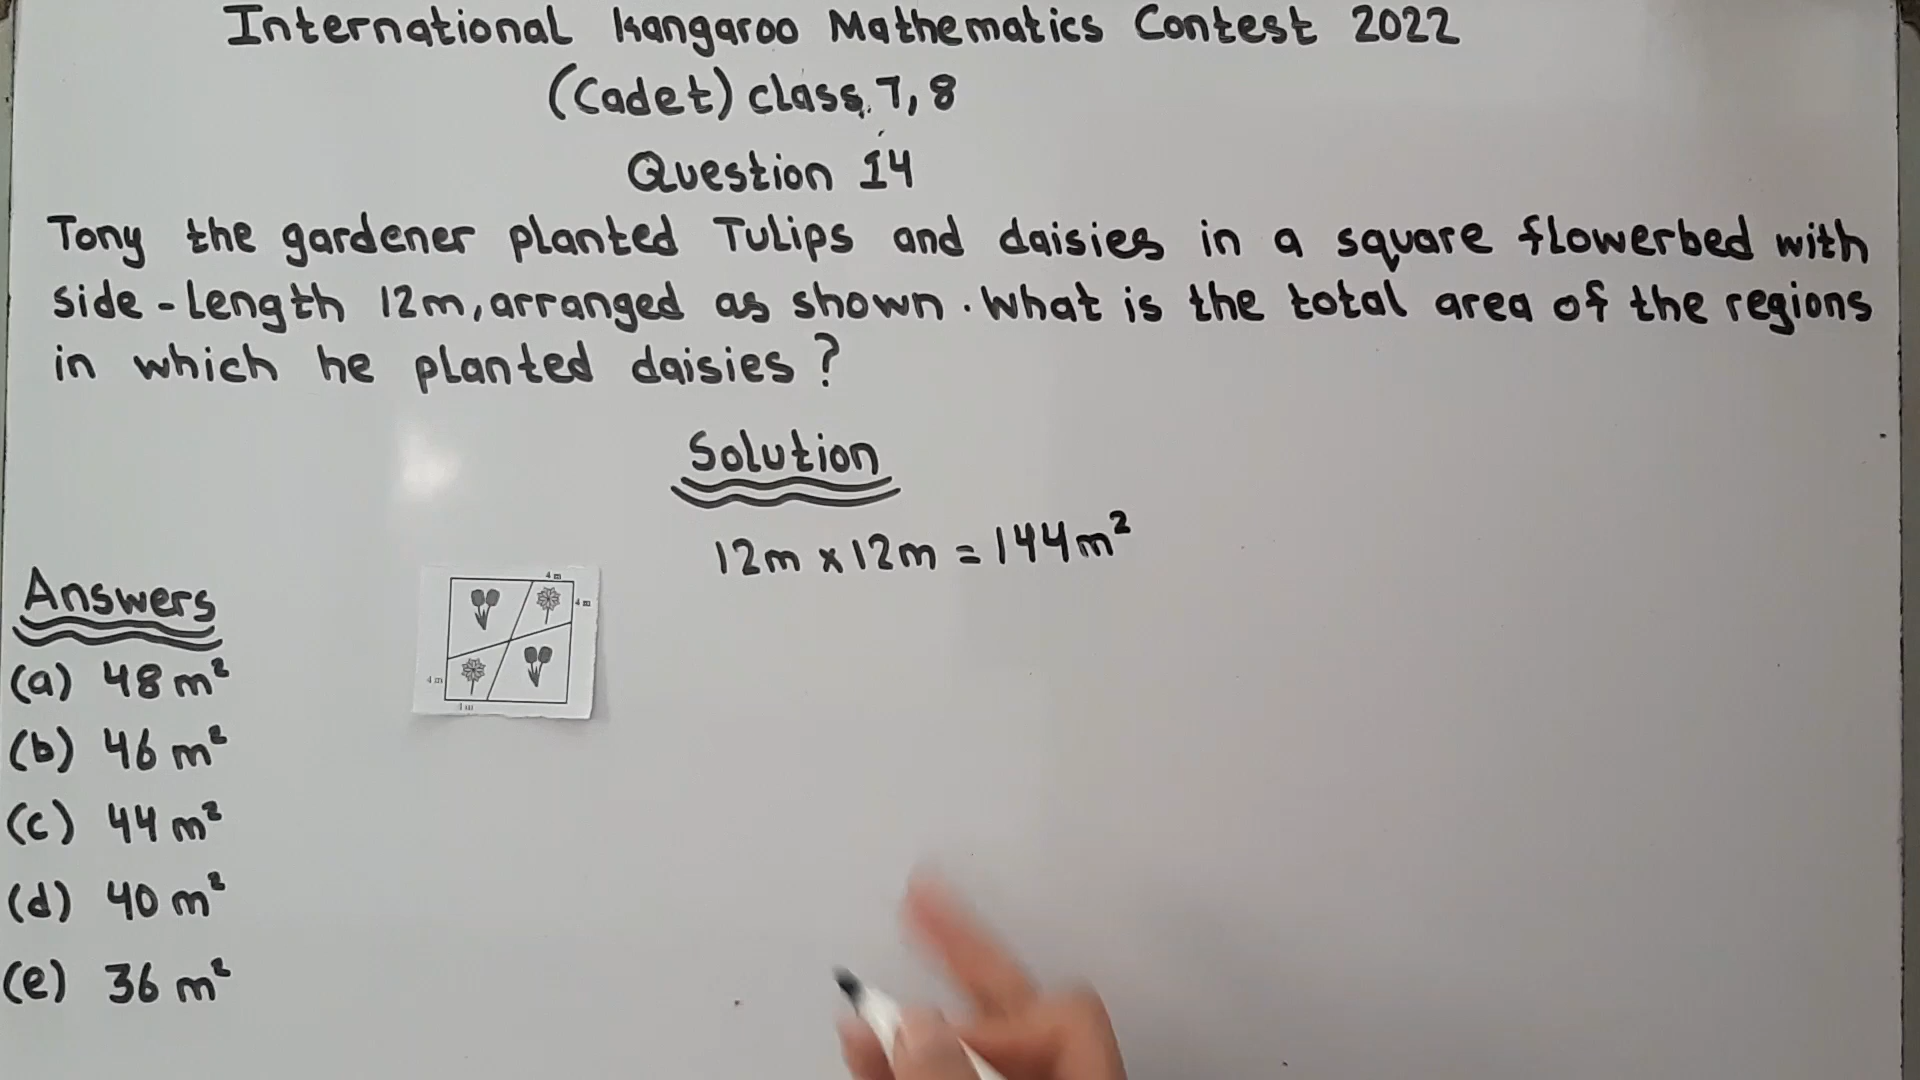 International Kangaroo Mathematics Contest 2022
(Cadet) class 7, 8
Question 14
Tony the gardener planted Tulips and daisies in a square flowerbed with
side-length 12m, arranged as shown. What is the total area of the regions
in which he planted daisies?
Solution
12m x 12m = 144m²
Answers
(a) 48 m²
(b) 46 m²
(c) 44 m²
(d) 40 m²
(e) 36 m²
4 m
4 m
4 m
4 m